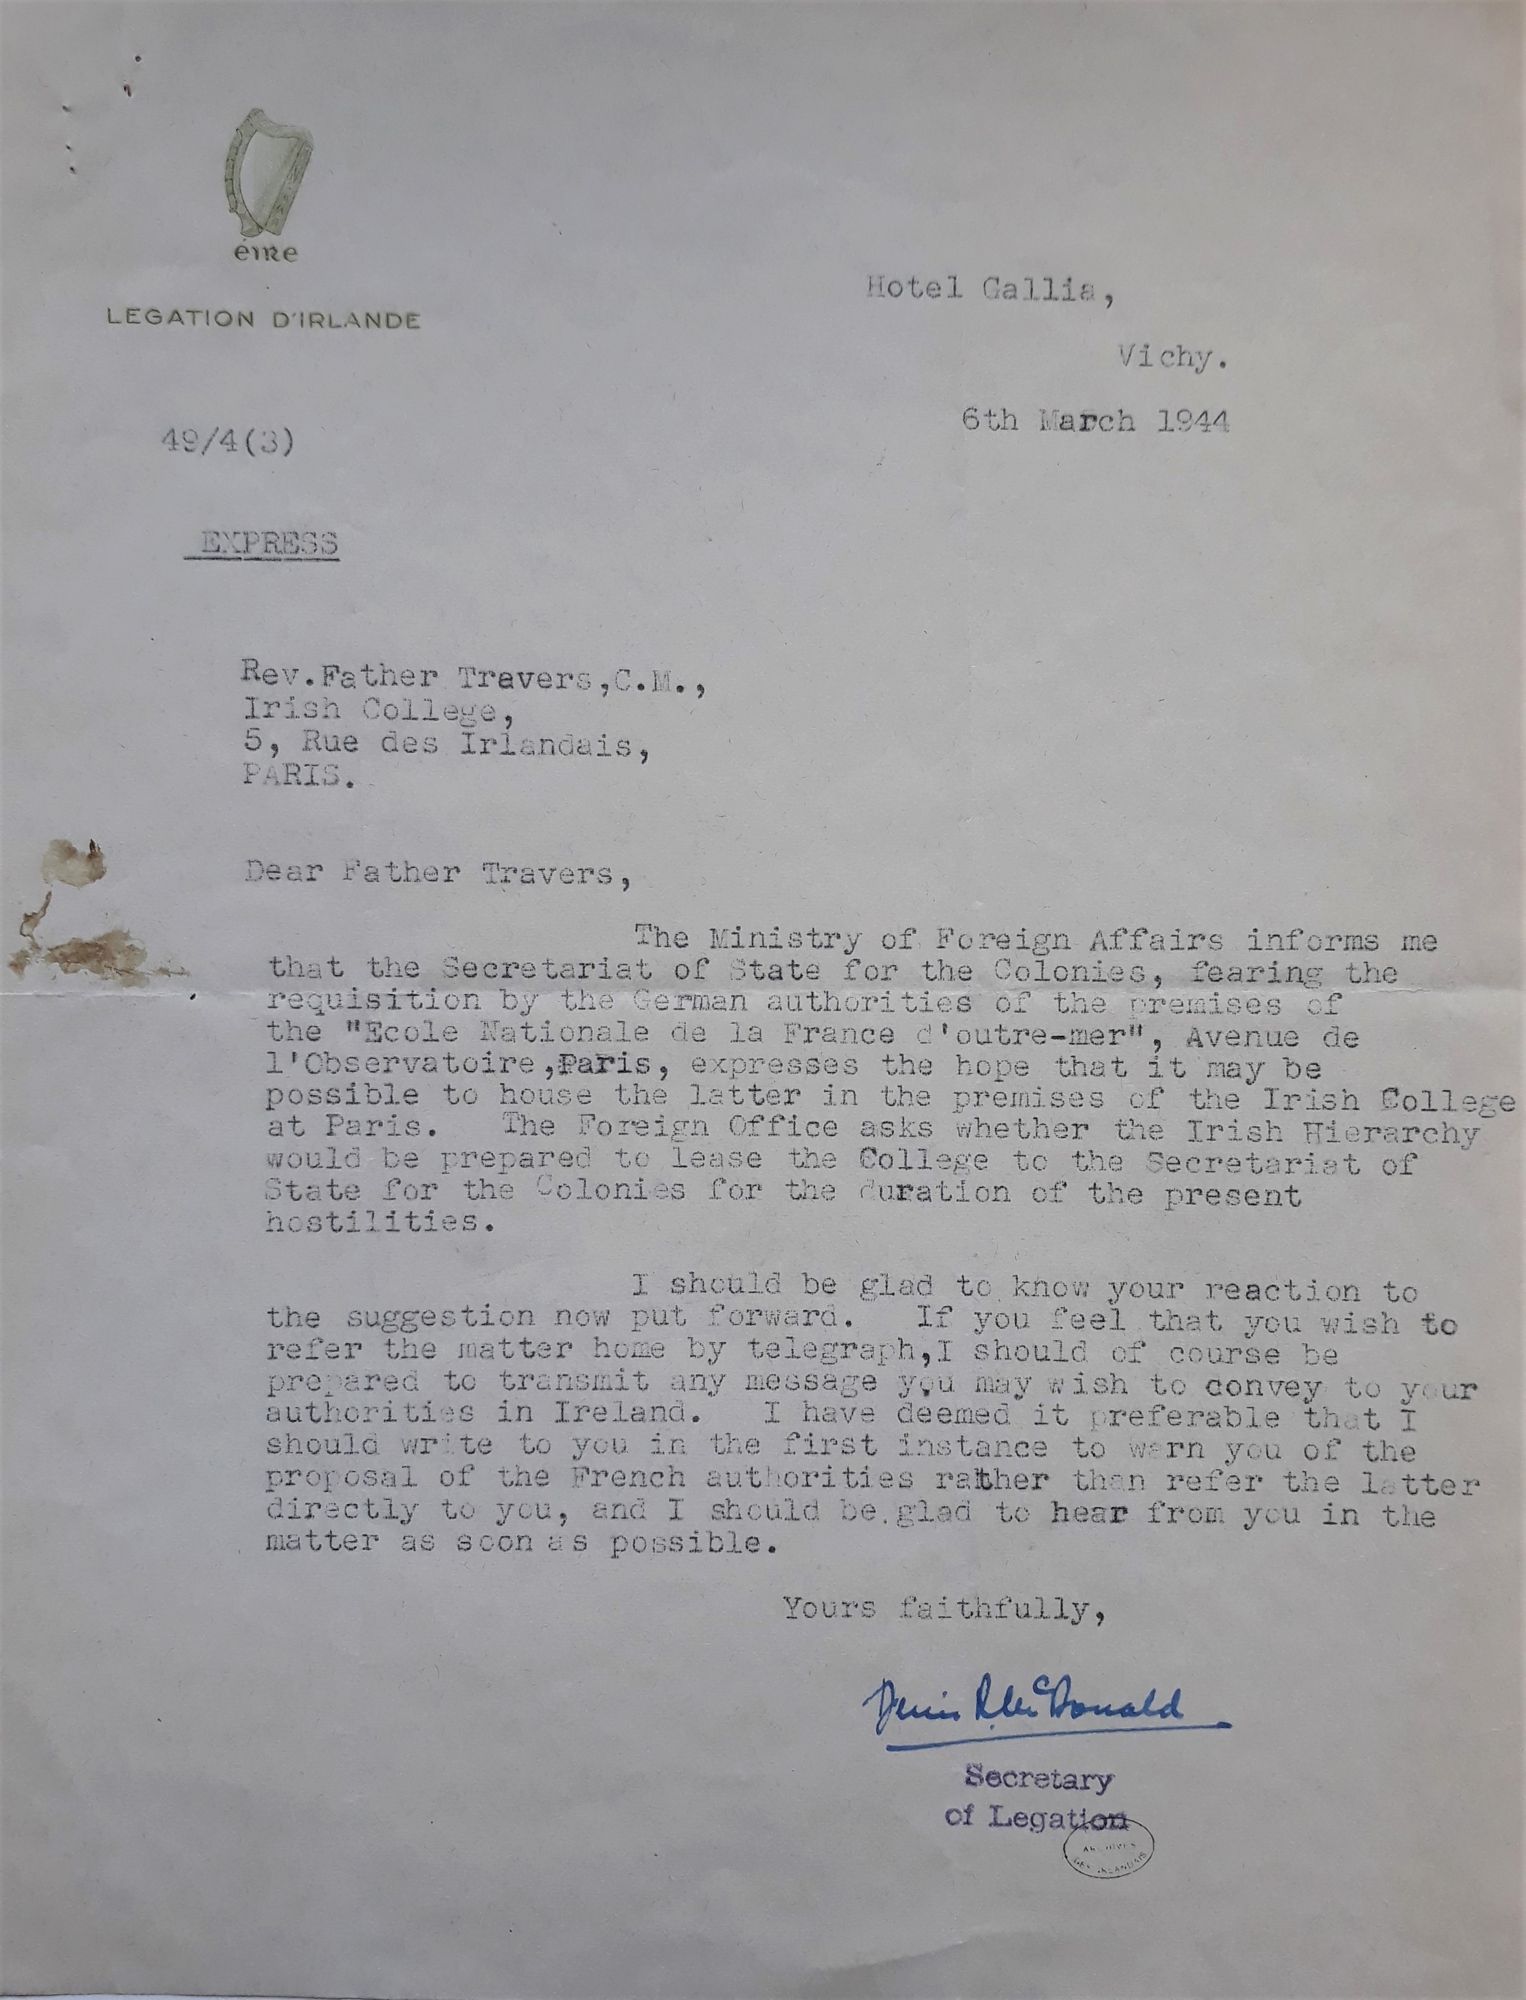 éire
LEGATION D'IRLANDE
Hotel Gallia,
Vichy.
6th March 1944
49/4(3)
EXPRESS
Rev.Father Travers,C.M.,
Irish College,
5, Rue des Irlandais,
PARIS.
Dear Father Travers,
The Ministry of Foreign Affairs informs me
that the Secretariat of State for the Colonies, fearing the
requisition by the German authorities of the premises of
the "Ecole Nationale de la France d'outre-mer", Avenue de
l'Observatoire,Paris, expresses the hope that it may be
possible to house the latter in the premises of the Irish College
at Paris. The Foreign Office asks whether the Irish Hierarchy
would be prepared to lease the College to the Secretariat of
State for the Colonies for the duration of the present
hostilities.
I should be glad to know your reaction to
the suggestion now put forward. If you feel that you wish to
refer the matter home by telegraph,I should of course be
prepared to transmit any message you may wish to convey to your
authorities in Ireland. I have deemed it preferable that I
should write to you in the first instance to warn you of the
proposal of the French authorities rather than refer the latter
directly to you, and I should be glad to hear from you in the
matter as soon as possible.
Yours faithfully,
Denis R. McDonald
Secretary
of Legation
ARCHIVES
DES IRLANDAIS